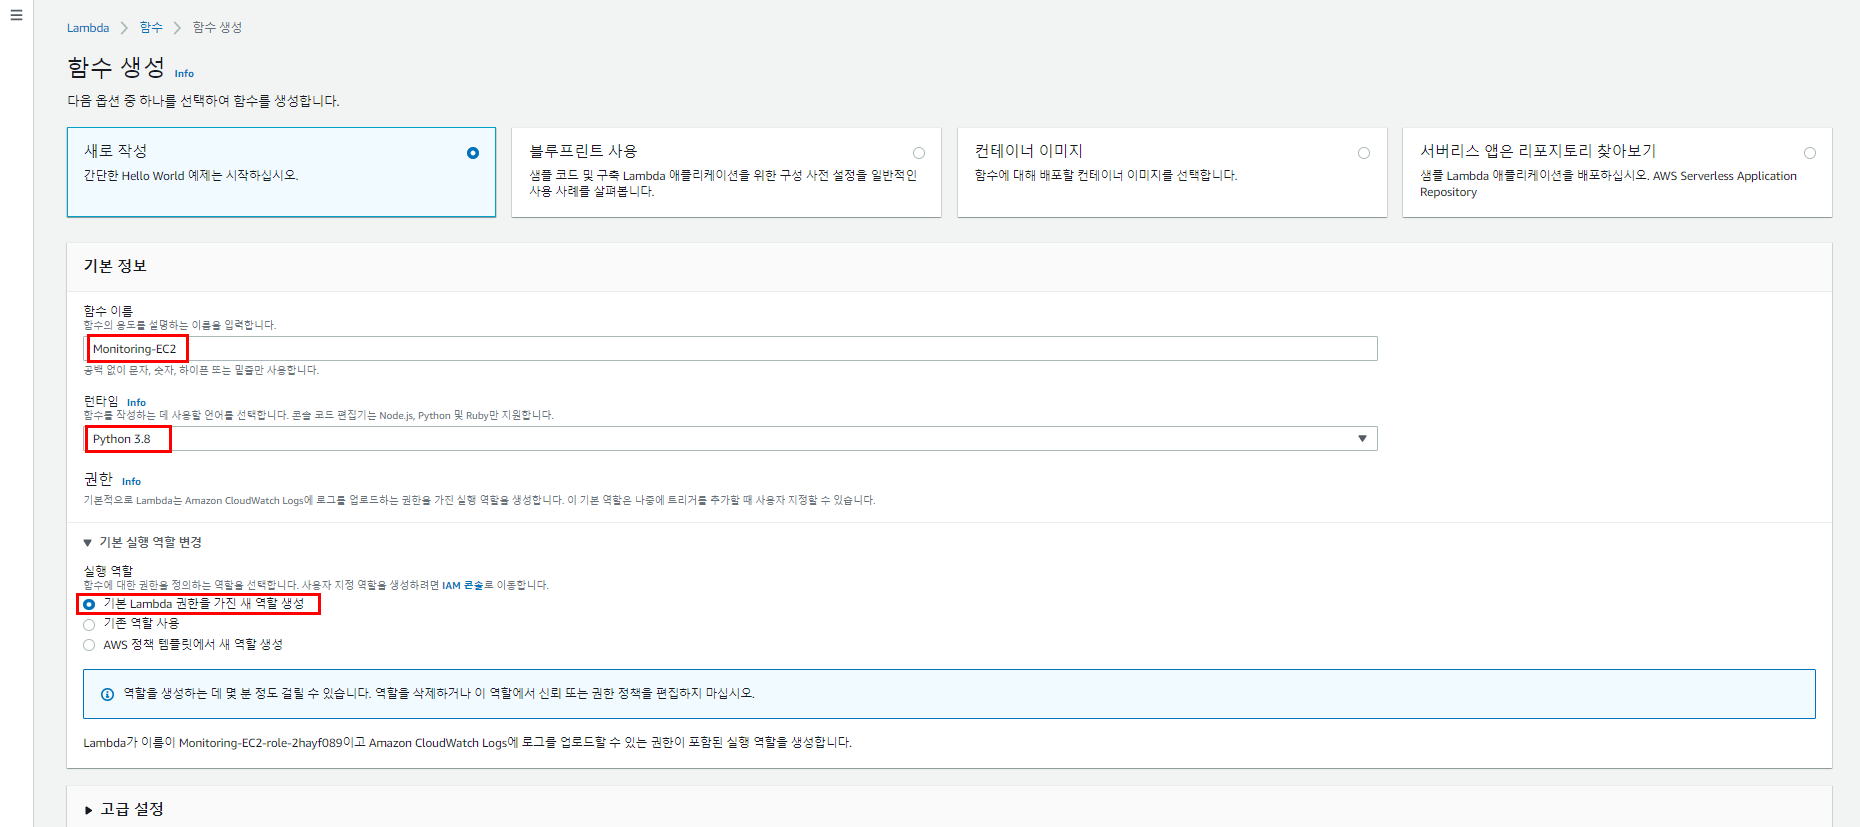 Lambda > 함수 > 함수 생성
함수 생성 Info
다음 옵션 중 하나를 선택하여 함수를 생성합니다.
새로 작성
간단한 Hello World 예제는 시작하십시오.
블루프린트 사용
샘플 코드 및 구축 Lambda 애플리케이션을 위한 구성 사전 설정을 일반적인
사용 사례를 살펴봅니다.
컨테이너 이미지
함수에 대해 배포할 컨테이너 이미지를 선택합니다.
서버리스 앱은 리포지토리 찾아보기
샘플 Lambda 애플리케이션을 배포하십시오. AWS Serverless Application
Repository
기본 정보
함수 이름
함수의 용도를 설명하는 이름을 입력합니다.
Monitoring-EC2
공백 없이 문자, 숫자, 하이픈 또는 밑줄만 사용합니다.
런타임 Info
함수를 작성하는 데 사용할 언어를 선택합니다. 콘솔 코드 편집기는 Node.js, Python 및 Ruby만 지원합니다.
Python 3.8
권한 Info
기본적으로 Lambda는 Amazon CloudWatch Logs에 로그를 업로드하는 권한을 가진 실행 역할을 생성합니다. 이 기본 역할은 나중에 트리거를 추가할 때 사용자 지정할 수 있습니다.
기본 실행 역할 변경
실행 역할
함수에 대한 권한을 정의하는 역할을 선택합니다. 사용자 지정 역할을 생성하려면 IAM 콘솔로 이동합니다.
기본 Lambda 권한을 가진 새 역할 생성
기존 역할 사용
AWS 정책 템플릿에서 새 역할 생성
역할을 생성하는 데 몇 분 정도 걸릴 수 있습니다. 역할을 삭제하거나 이 역할에서 신뢰 또는 권한 정책을 편집하지 마십시오.
Lambda가 이름이 Monitoring-EC2-role-2hayf089이고 Amazon CloudWatch Logs에 로그를 업로드할 수 있는 권한이 포함된 실행 역할을 생성합니다.
고급 설정